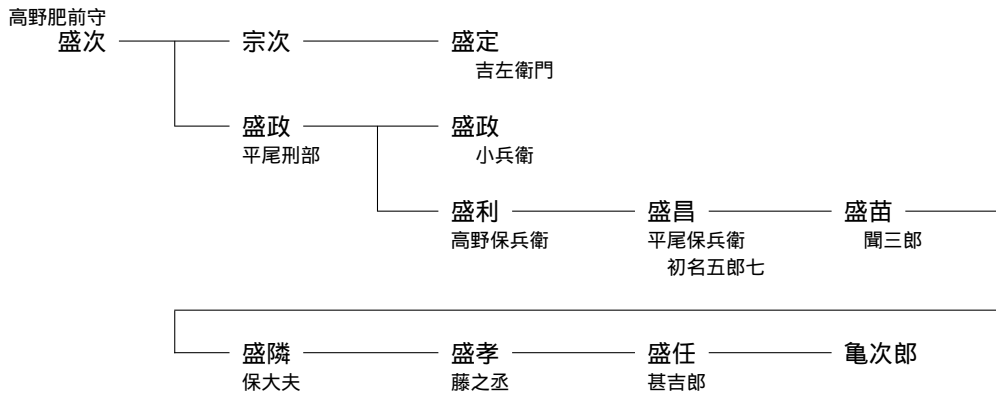 高野肥前守
盛次 宗次 盛定
吉左衛門
盛政 盛政
平尾刑部 小兵衛
盛利 盛昌 盛苗
高野保兵衛 平尾保兵衛 聞三郎
初名五郎七
盛隣 盛孝 盛任 亀次郎
保大夫 藤之丞 甚吉郎